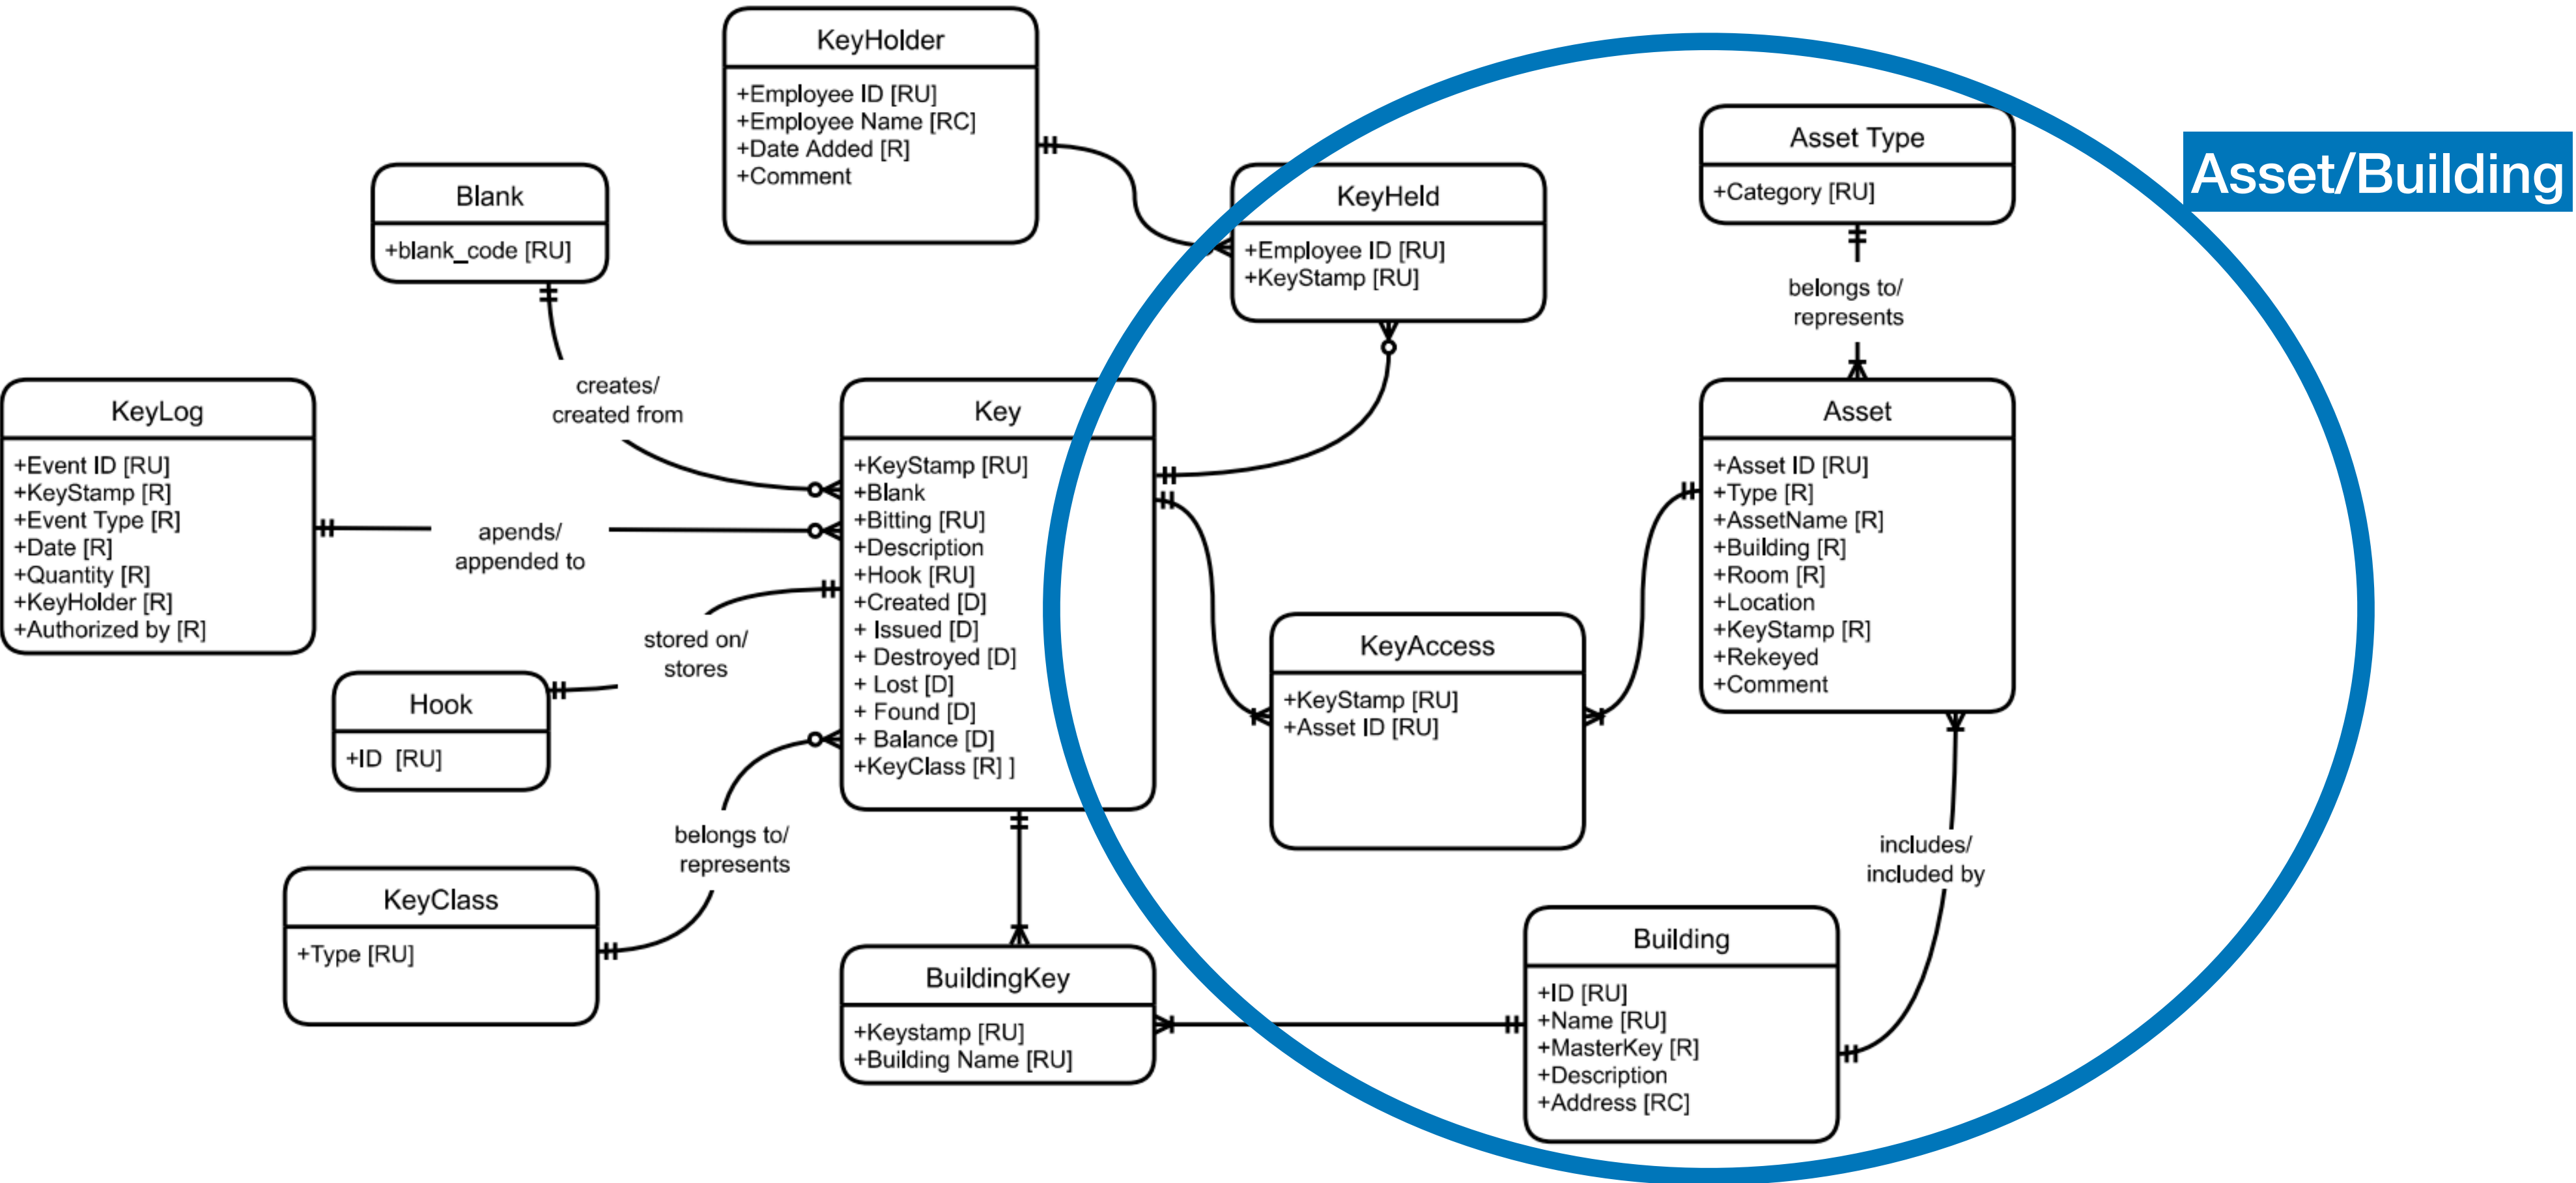 KeyHolder
+Employee ID [RU]
+Employee Name [RC]
+Date Added [R]
+Comment
Asset Type
+Category [RU]
Asset/Building
Blank
+blank_code [RU]
KeyHeld
+Employee ID [RU]
+KeyStamp [RU]
belongs to/
represents
creates/
created from
KeyLog
+Event ID [RU]
+KeyStamp [R]
+Event Type [R]
+Date [R]
+Quantity [R]
+KeyHolder [R]
+Authorized by [R]
apends/
appended to
Key
+KeyStamp [RU]
+Blank
+Bitting [RU]
+Description
+Hook [RU]
+Created [D]
+ Issued [D]
+ Destroyed [D]
+ Lost [D]
+ Found [D]
+ Balance [D]
+KeyClass [R] ]
Asset
+Asset ID [RU]
+Type [R]
+AssetName [R]
+Building [R]
+Room [R]
+Location
+KeyStamp [R]
+Rekeyed
+Comment
stored on/
stores
Hook
+ID [RU]
KeyAccess
+KeyStamp [RU]
+Asset ID [RU]
belongs to/
represents
includes/
included by
KeyClass
+Type [RU]
BuildingKey
+Keystamp [RU]
+Building Name [RU]
Building
+ID [RU]
+Name [RU]
+MasterKey [R]
+Description
+Address [RC]